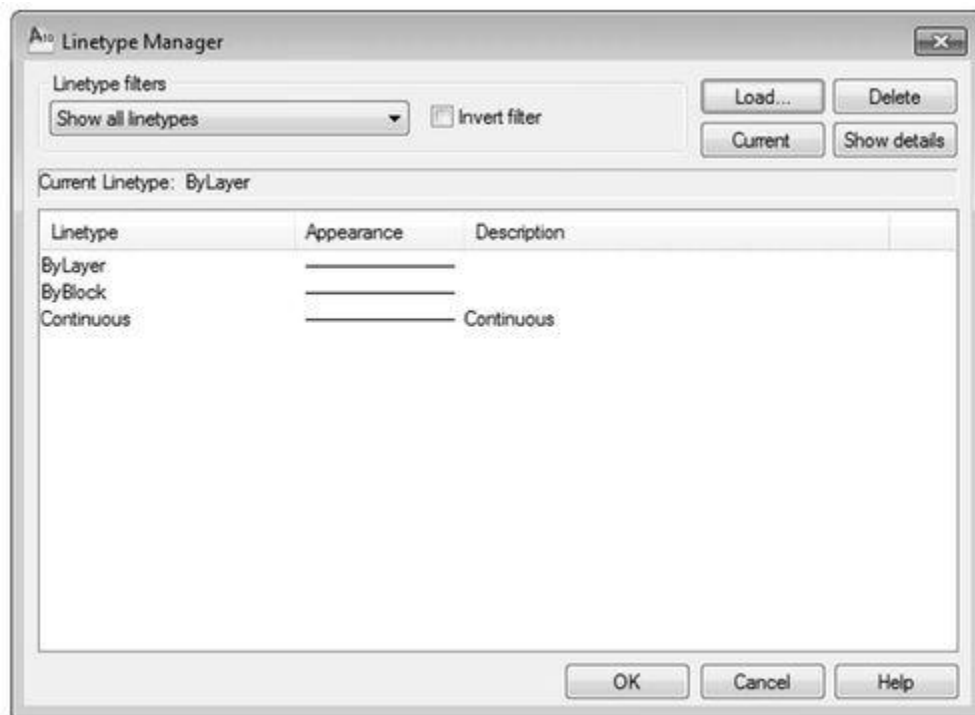 Linetype Manager
Linetype filters
Show all linetypes
Invert filter
Load...
Delete
Current
Show details
Current Linetype: ByLayer
Linetype Appearance Description
ByLayer
ByBlock
Continuous Continuous
OK Cancel Help